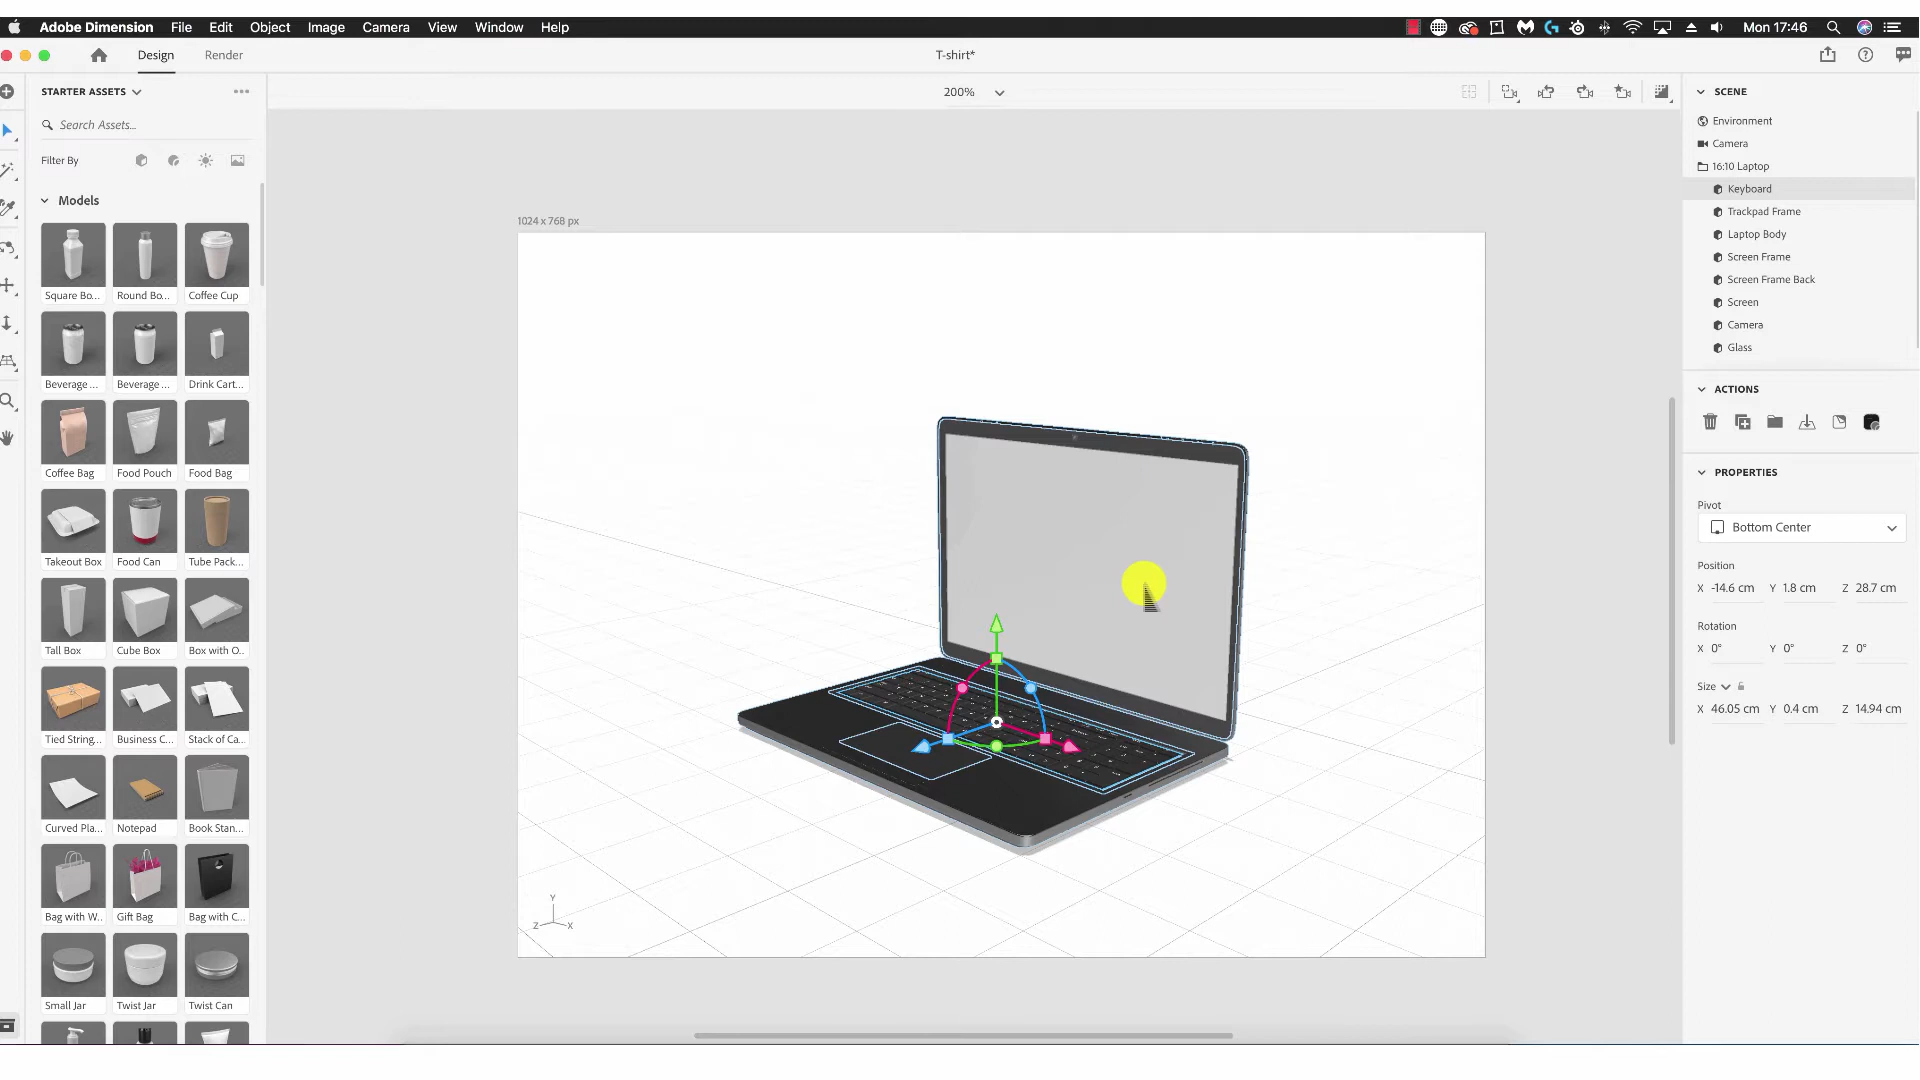 Adobe Dimension File Edit Object Image Camera View Window Help Mon 17:46
Design Render T-shirt*
STARTER ASSETS
Search Assets...
Filter By
Models
Square Bo... Round Bo... Coffee Cup
Beverage ... Beverage ... Drink Cart...
Coffee Bag Food Pouch Food Bag
Takeout Box Food Can Tube Pack...
Tall Box Cube Box Box with O...
Tied String... Business C... Stack of Ca...
Curved Pla... Notepad Book Stan...
Bag with W... Gift Bag Bag with C...
Small Jar Twist Jar Twist Can
200%
1024 x 768 px
Y
Z X
SCENE
Environment
Camera
16:10 Laptop
Keyboard
Trackpad Frame
Laptop Body
Screen Frame
Screen Frame Back
Screen
Camera
Glass
ACTIONS
PROPERTIES
Pivot
Bottom Center
Position
X -14.6 cm Y 1.8 cm Z 28.7 cm
Rotation
X 0° Y 0° Z 0°
Size
X 46.05 cm Y 0.4 cm Z 14.94 cm